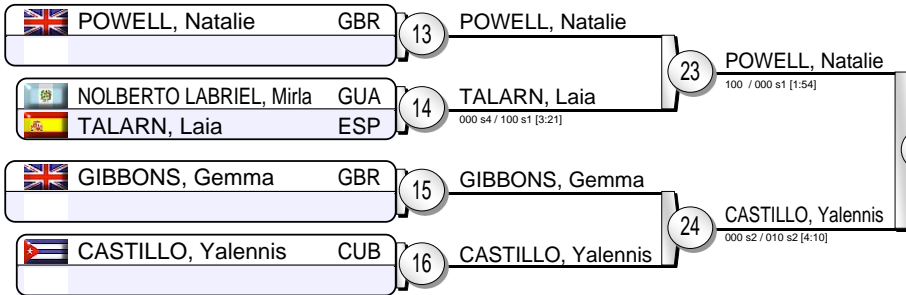 POWELL, Natalie GBR
13
POWELL, Natalie
NOLBERTO LABRIEL, Mirla GUA
TALARN, Laia ESP
14
TALARN, Laia
000 s4 / 100 s1 [3:21]
23
POWELL, Natalie
100 / 000 s1 [1:54]
GIBBONS, Gemma GBR
15
GIBBONS, Gemma
CASTILLO, Yalennis CUB
16
CASTILLO, Yalennis
24
CASTILLO, Yalennis
000 s2 / 010 s2 [4:10]